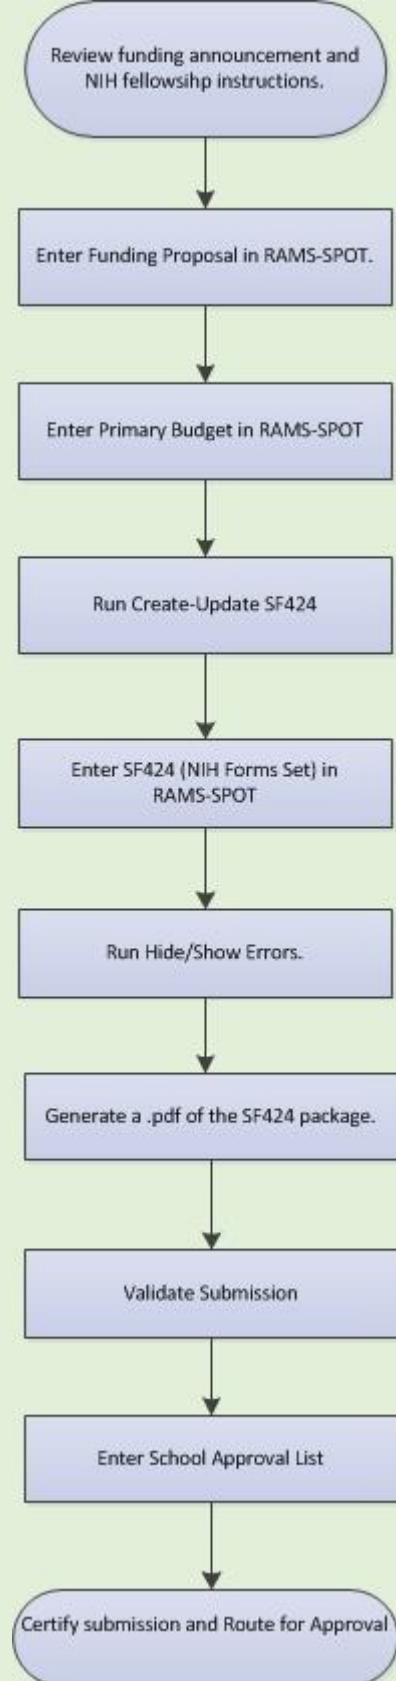 Review funding announcement and
NIH fellowsihp instructions.
Enter Funding Proposal in RAMS-SPOT.
Enter Primary Budget in RAMS-SPOT
Run Create-Update SF424
Enter SF424 (NIH Forms Set) in
RAMS-SPOT
Run Hide/Show Errors.
Generate a .pdf of the SF424 package.
Validate Submission
Enter School Approval List
Certify submission and Route for Approval